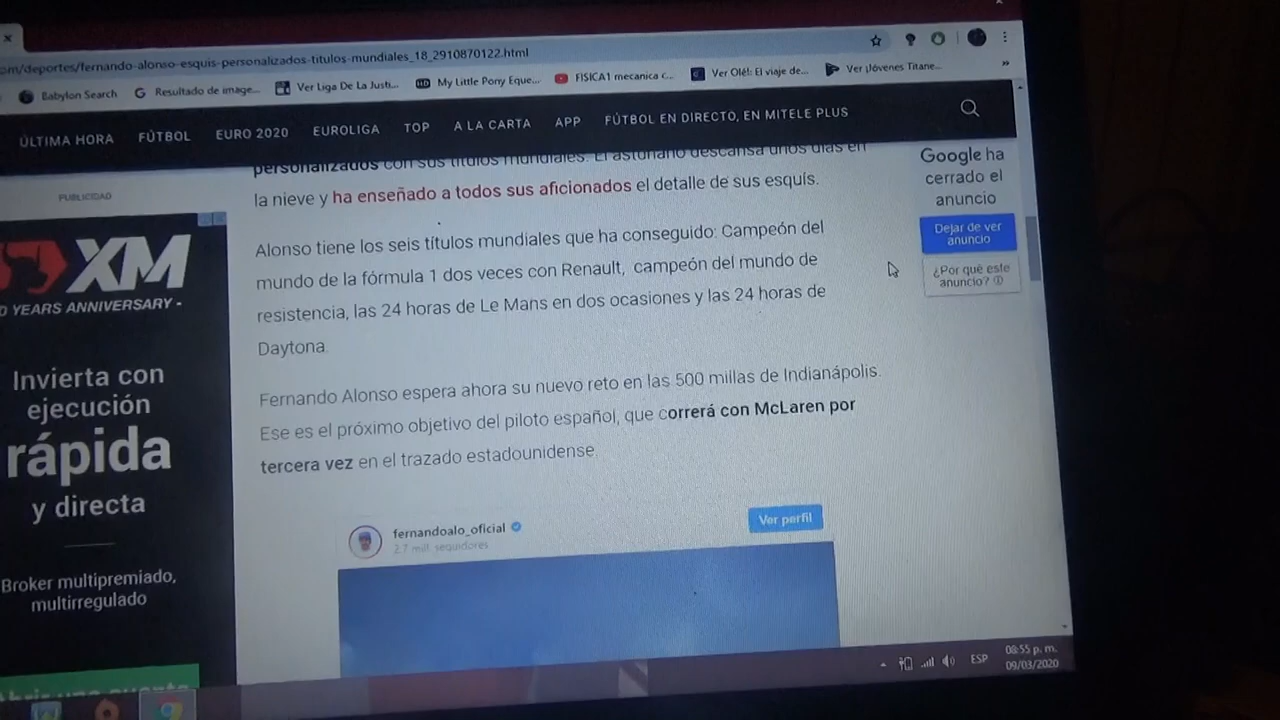 om/deportes/fernando-alonso-esquis-personalizados-titulos-mundiales_18_2910870122.html
Babylon Search
Resultado de image...
Ver Liga De La Justi...
My Little Pony Eque...
FISICA1 mecanica c...
Ver Olé!: El viaje de...
Ver ¡Jóvenes Titane...
»
ÚLTIMA HORA FÚTBOL EURO 2020 EUROLIGA TOP A LA CARTA APP FÚTBOL EN DIRECTO, EN MITELE PLUS
personalizados con sus títulos mundiales. El asturiano descansa unos días en
la nieve y ha enseñado a todos sus aficionados el detalle de sus esquís.
Alonso tiene los seis títulos mundiales que ha conseguido: Campeón del
mundo de la fórmula 1 dos veces con Renault, campeón del mundo de
resistencia, las 24 horas de Le Mans en dos ocasiones y las 24 horas de
Daytona.
Fernando Alonso espera ahora su nuevo reto en las 500 millas de Indianápolis.
Ese es el próximo objetivo del piloto español, que correrá con McLaren por
tercera vez en el trazado estadounidense.
fernandoalo_oficial
2.7 mill. seguidores
Ver perfil
PUBLICIDAD
XM
YEARS ANNIVERSARY -
Invierta con
ejecución
rápida
y directa
Broker multipremiado,
multirregulado
Abrir una cuenta
Google ha
cerrado el
anuncio
Dejar de ver
anuncio
¿Por qué este
anuncio?
ESP
08:55 p. m.
09/03/2020